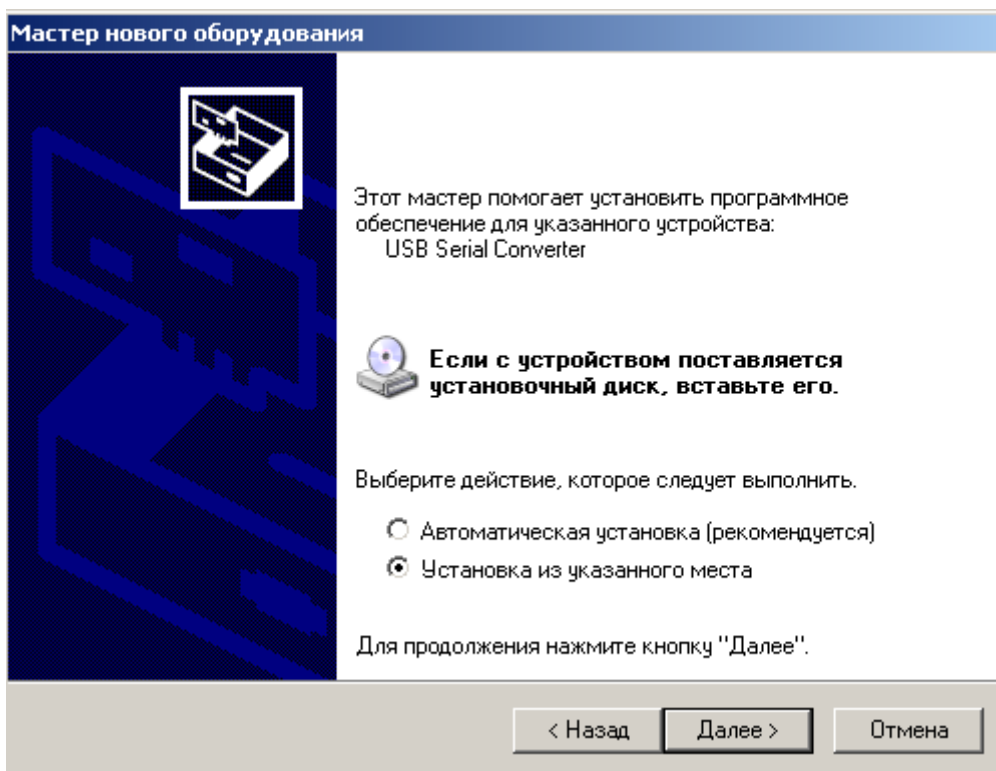 Мастер нового оборудования
Этот мастер помогает установить программное
обеспечение для указанного устройства:
USB Serial Converter
Если с устройством поставляется
установочный диск, вставьте его.
Выберите действие, которое следует выполнить.
Автоматическая установка (рекомендуется)
Установка из указанного места
Для продолжения нажмите кнопку "Далее".
< Назад
Далее >
Отмена